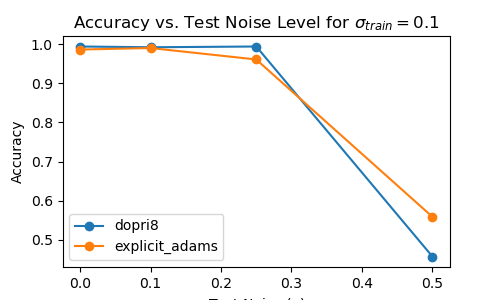 Accuracy vs. Test Noise Level for σ_train = 0.1
Accuracy
1.0
0.9
0.8
0.7
0.6
0.5
dopri8
explicit_adams
0.0 0.1 0.2 0.3 0.4 0.5